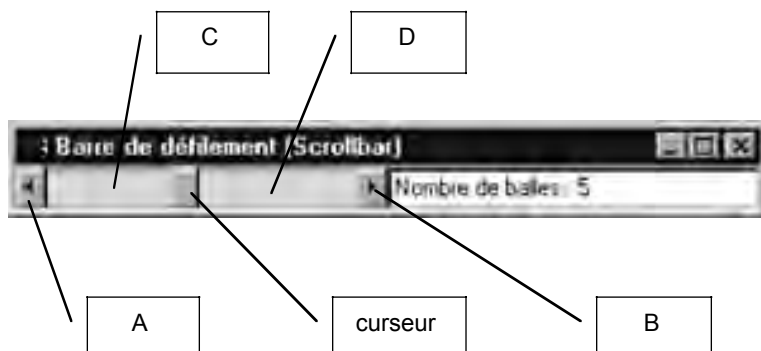 C
D
Barre de défilement (Scrollbar)
Nombre de balles: 5
A
curseur
B